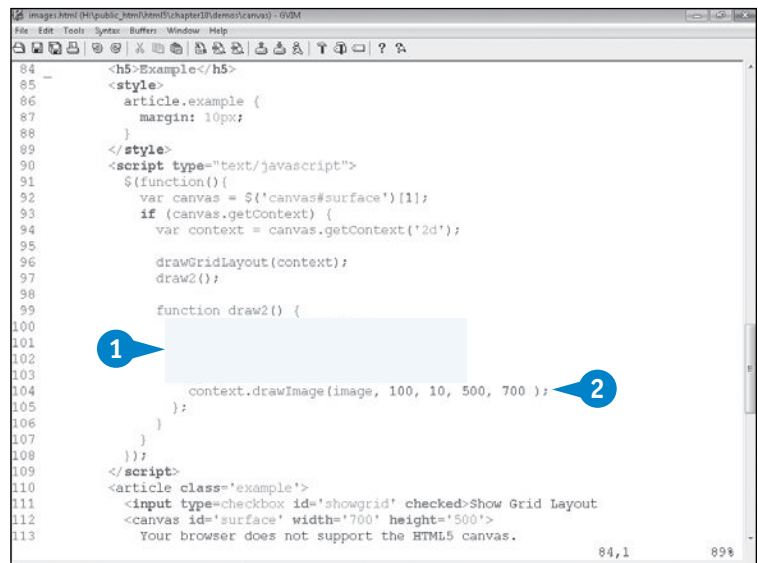 images.html (H:\public_html\html5\chapter18\demos\canvas) - GVIM
File Edit Tools Syntax Buffers Window Help
84 <h5>Example</h5>
85 <style>
86 article.example {
87 margin: 10px;
88 }
89 </style>
90 <script type="text/javascript">
91 $(function(){
92 var canvas = $('canvas#surface')[1];
93 if (canvas.getContext) {
94 var context = canvas.getContext('2d');
95
96 drawGridLayout(context);
97 draw2();
98
99 function draw2() {
100
101
1
102
103
104 context.drawImage(image, 100, 10, 500, 700 );
2
105 };
106 }
107 }
108 });
109 </script>
110 <article class='example'>
111 <input type=checkbox id='showgrid' checked>Show Grid Layout
112 <canvas id='surface' width='700' height='500'>
113 Your browser does not support the HTML5 canvas.
84,1 89%